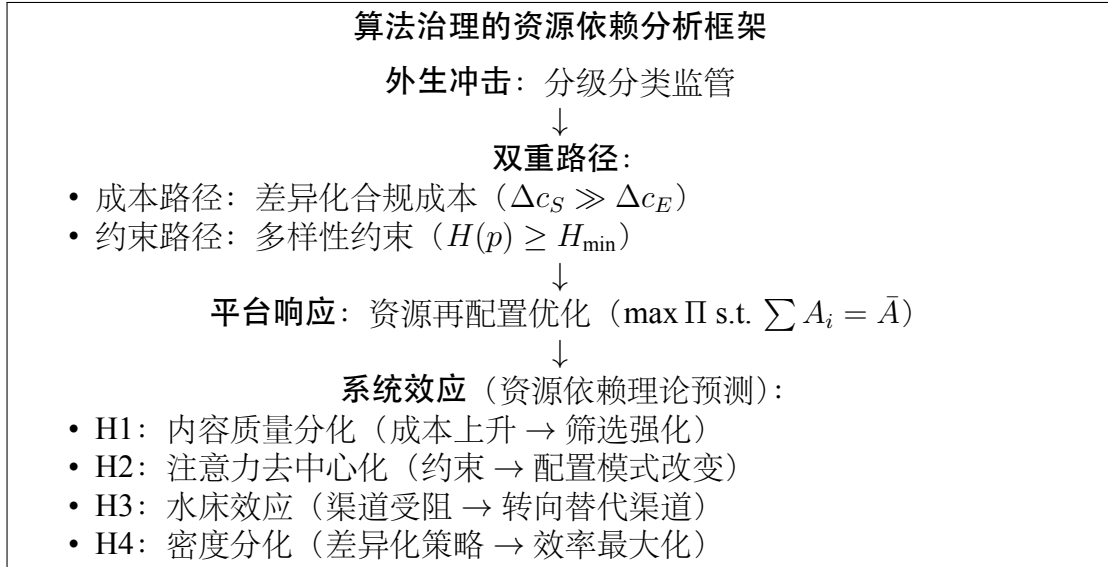 算法治理的资源依赖分析框架
外生冲击：分级分类监管
↓
双重路径：
• 成本路径：差异化合规成本（Δc_S ≫ Δc_E）
• 约束路径：多样性约束（H(p) ≥ H_min）
↓
平台响应：资源再配置优化（max Π s.t. ∑ A_i = Ā）
↓
系统效应（资源依赖理论预测）：
• H1：内容质量分化（成本上升 → 筛选强化）
• H2：注意力去中心化（约束 → 配置模式改变）
• H3：水床效应（渠道受阻 → 转向替代渠道）
• H4：密度分化（差异化策略 → 效率最大化）